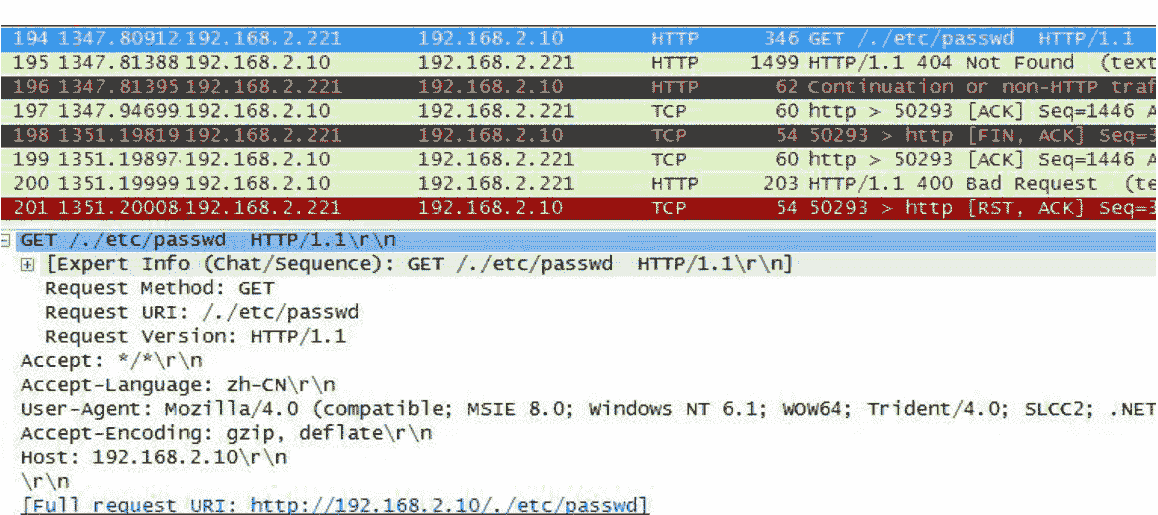 194 1347.80912 192.168.2.221 192.168.2.10 HTTP 346 GET /./etc/passwd HTTP/1.1
195 1347.81388 192.168.2.10 192.168.2.221 HTTP 1499 HTTP/1.1 404 Not Found (text
196 1347.81395 192.168.2.221 192.168.2.10 HTTP 62 Continuation or non-HTTP traf
197 1347.94699 192.168.2.10 192.168.2.221 TCP 60 http > 50293 [ACK] Seq=1446 A
198 1351.19819 192.168.2.221 192.168.2.10 TCP 54 50293 > http [FIN, ACK] Seq=3
199 1351.19897 192.168.2.10 192.168.2.221 TCP 60 http > 50293 [ACK] Seq=1446 A
200 1351.19999 192.168.2.10 192.168.2.221 HTTP 203 HTTP/1.1 400 Bad Request (te
201 1351.20008 192.168.2.221 192.168.2.10 TCP 54 50293 > http [RST, ACK] Seq=3
GET /./etc/passwd HTTP/1.1\r\n
[Expert Info (Chat/Sequence): GET /./etc/passwd HTTP/1.1\r\n]
Request Method: GET
Request URI: /./etc/passwd
Request Version: HTTP/1.1
Accept: */*\r\n
Accept-Language: zh-CN\r\n
User-Agent: Mozilla/4.0 (compatible; MSIE 8.0; Windows NT 6.1; WOW64; Trident/4.0; SLCC2; .NET
Accept-Encoding: gzip, deflate\r\n
Host: 192.168.2.10\r\n
\r\n
[Full request URI: http://192.168.2.10/./etc/passwd]